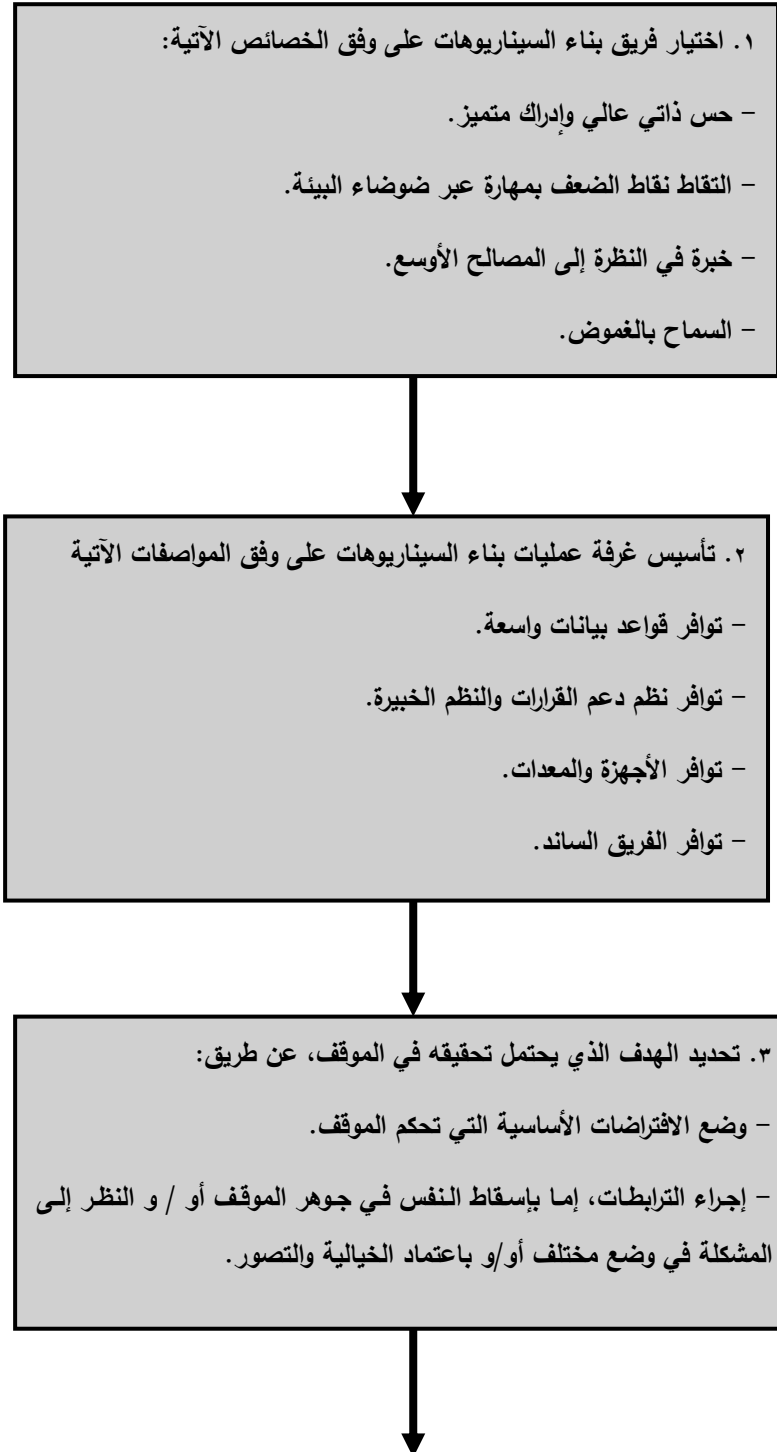 ١. اختيار فريق بناء السيناريوهات على وفق الخصائص الآتية:
- حس ذاتي عالي وإدراك متميز.
- التقاط نقاط الضعف بمهارة عبر ضوضاء البيئة.
- خبرة في النظرة إلى المصالح الأوسع.
- السماح بالغموض.
٢. تأسيس غرفة عمليات بناء السيناريوهات على وفق المواصفات الآتية
- توافر قواعد بيانات واسعة.
- توافر نظم دعم القرارات والنظم الخبيرة.
- توافر الأجهزة والمعدات.
- توافر الفريق الساند.
٣. تحديد الهدف الذي يحتمل تحقيقه في الموقف، عن طريق:
- وضع الافتراضات الأساسية التي تحكم الموقف.
- إجراء الترابطات، إما بإسقاط النفس في جوهر الموقف أو / و النظر إلى
المشكلة في وضع مختلف أو/و باعتماد الخيالية والتصور.